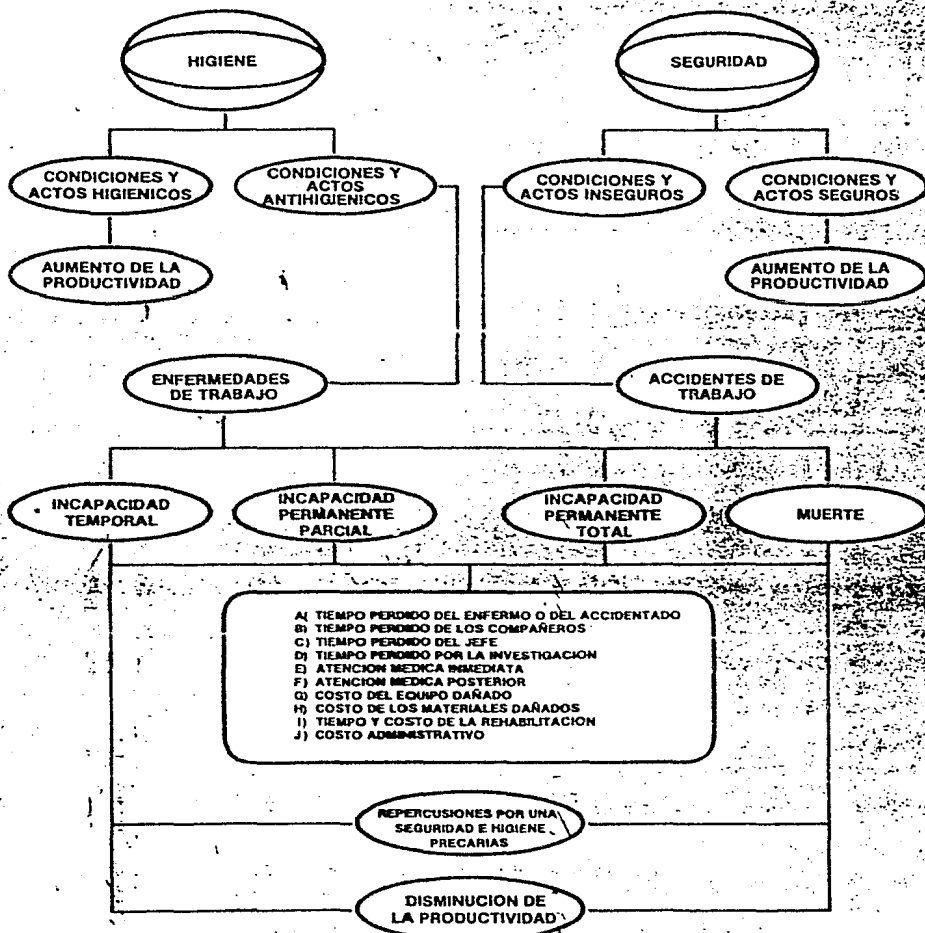 HIGIENE
SEGURIDAD
CONDICIONES Y
ACTOS HIGIENICOS
CONDICIONES Y
ACTOS
ANTIHIGIENICOS
CONDICIONES Y
ACTOS INSEGUROS
CONDICIONES Y
ACTOS SEGUROS
AUMENTO DE LA
PRODUCTIVIDAD
AUMENTO DE LA
PRODUCTIVIDAD
ENFERMEDADES
DE TRABAJO
ACCIDENTES DE
TRABAJO
INCAPACIDAD
TEMPORAL
INCAPACIDAD
PERMANENTE
PARCIAL
INCAPACIDAD
PERMANENTE
TOTAL
MUERTE
A) TIEMPO PERDIDO DEL ENFERMO O DEL ACCIDENTADO
B) TIEMPO PERDIDO DE LOS COMPAÑEROS
C) TIEMPO PERDIDO DEL JEFE
D) TIEMPO PERDIDO POR LA INVESTIGACION
E) ATENCION MEDICA INMEDIATA
F) ATENCION MEDICA POSTERIOR
G) COSTO DEL EQUIPO DAÑADO
H) COSTO DE LOS MATERIALES DAÑADOS
I) TIEMPO Y COSTO DE LA REHABILITACION
J) COSTO ADMINISTRATIVO
REPERCUSIONES POR UNA
SEGURIDAD E HIGIENE
PRECARIAS
DISMINUCION DE
LA PRODUCTIVIDAD